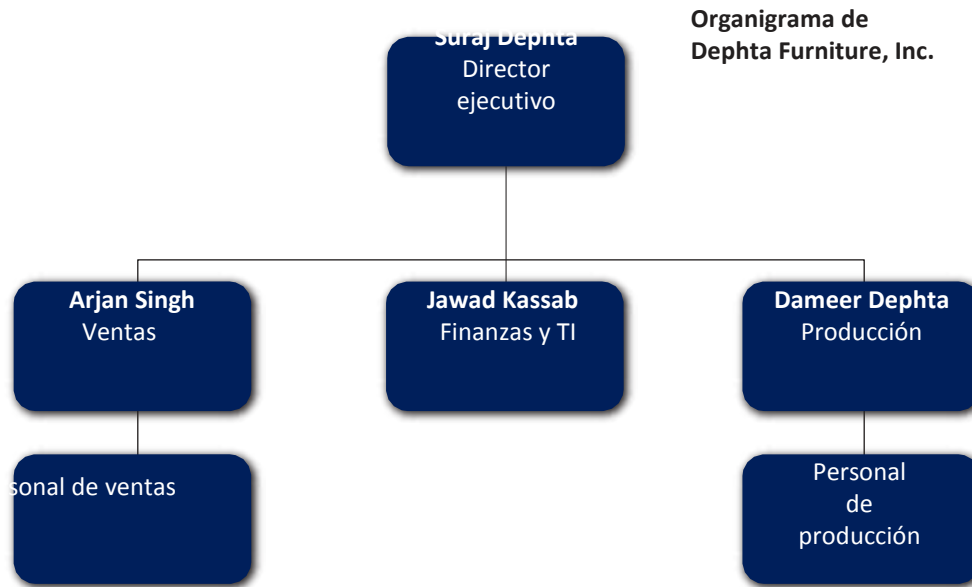 Organigrama de
Dephta Furniture, Inc.
Suraj Dephta
Director
ejecutivo
Arjan Singh
Ventas
Jawad Kassab
Finanzas y TI
Dameer Dephta
Producción
sonal de ventas
Personal
de
producción